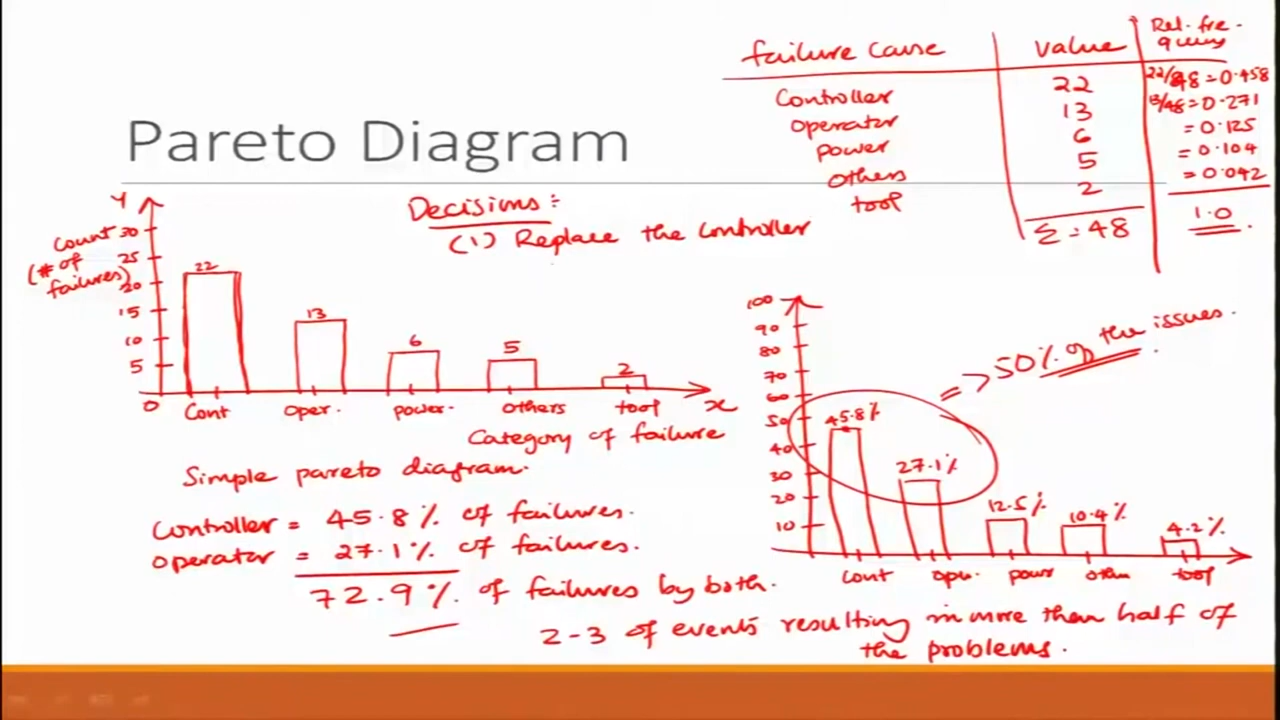 Pareto Diagram
failure cause value Rel. fre-
quency
Controller 22 22/48 = 0.458
Operator 13 13/48 = 0.271
power 6 = 0.125
others 5 = 0.104
tool 2 = 0.042
Σ = 48 1.0
Decisions:
(1) Replace the controller
Y
Count
(# of
failures)
30
25
20
15
10
5
0
22
13
6
5
2
Cont Oper. power. others tool x
Category of failure
Simple pareto diagram.
Controller = 45.8% of failures.
operator = 27.1% of failures.
72.9% of failures by both.
100
90
80
70
60
50
40
30
20
10
45.8%
27.1%
12.5%
10.4%
4.2%
=> 50% of the issues.
Cont oper. power othe tool
2-3 of events resulting in more than half of
the problems.